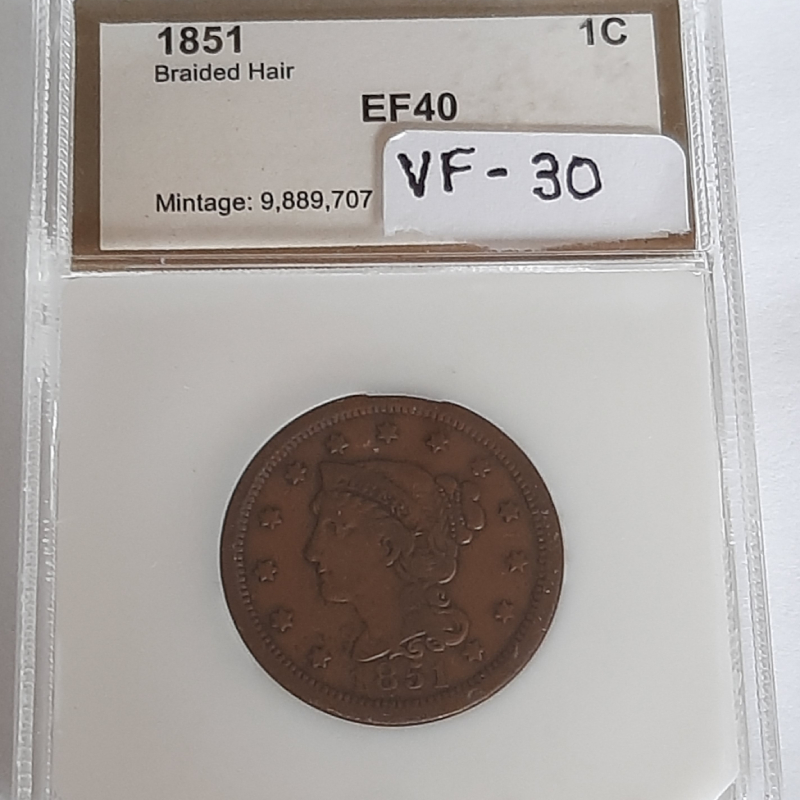 1851 1C
Braided Hair
EF40
VF-30
Mintage: 9,889,707
1851